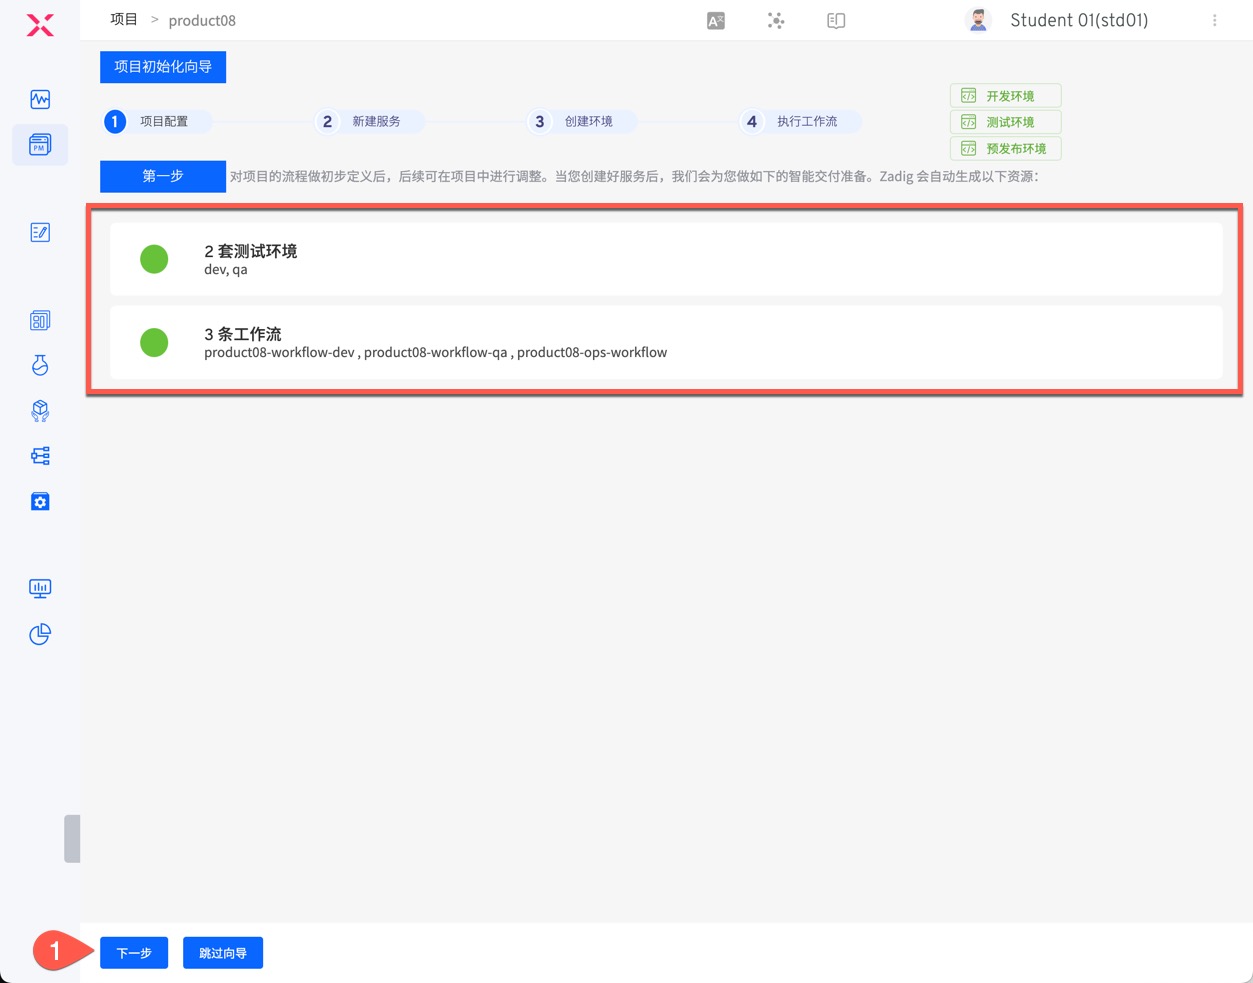 项目 > product08
Student 01(std01)
项目初始化向导
1 项目配置
2 新建服务
3 创建环境
4 执行工作流
开发环境
测试环境
预发布环境
PM
第一步 对项目的流程做初步定义后，后续可在项目中进行调整。当您创建好服务后，我们会为您做如下的智能交付准备。Zadig 会自动生成以下资源：
2 套测试环境
dev, qa
3 条工作流
product08-workflow-dev , product08-workflow-qa , product08-ops-workflow
1 下一步 跳过向导